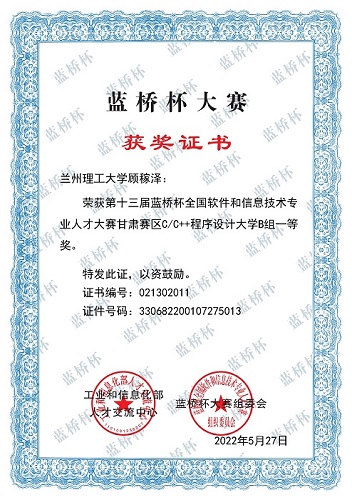 蓝桥杯大赛
获奖证书
兰州理工大学顾稼泽：
荣获第十三届蓝桥杯全国软件和信息技术专
业人才大赛甘肃赛区C/C++程序设计大学B组一等
奖。
特发此证，以资鼓励。
证书编号：021302011
证件号码：330682200107275013
工业和信息化部
人才交流中心
蓝桥杯大赛组委会
组织委员会
2022年5月27日